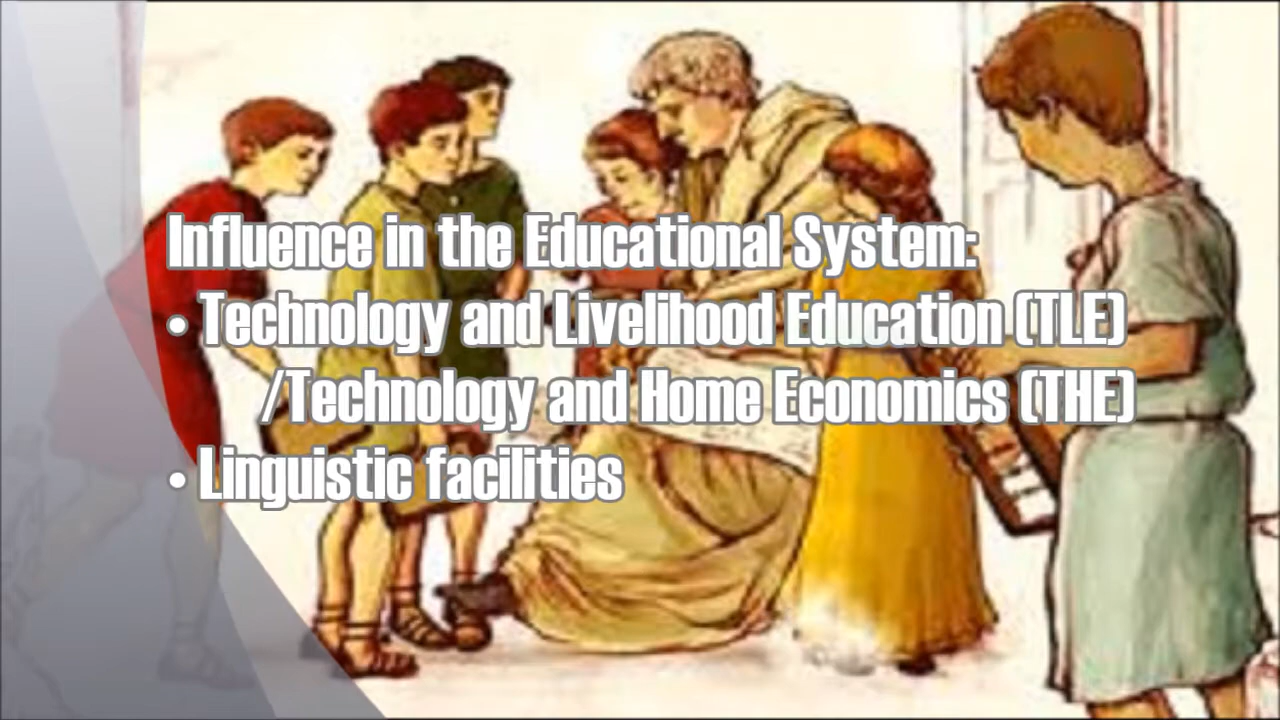 Influence in the Educational System:
• Technology and Livelihood Education (TLE)
/Technology and Home Economics (THE)
• Linguistic facilities